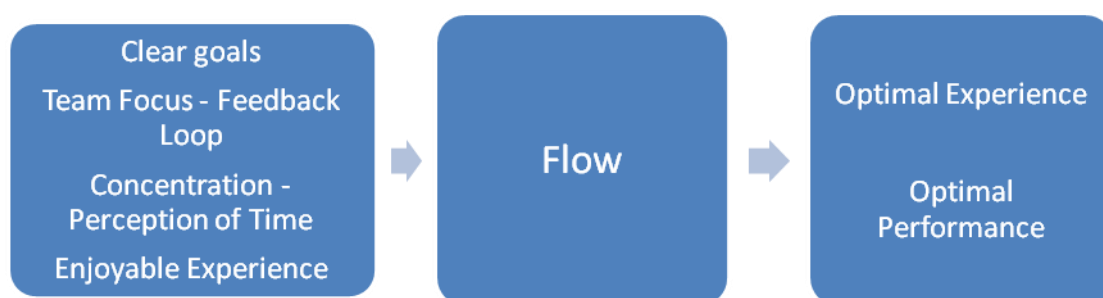 Clear goals
Team Focus - Feedback
Loop
Concentration -
Perception of Time
Enjoyable Experience
Flow
Optimal Experience
Optimal
Performance